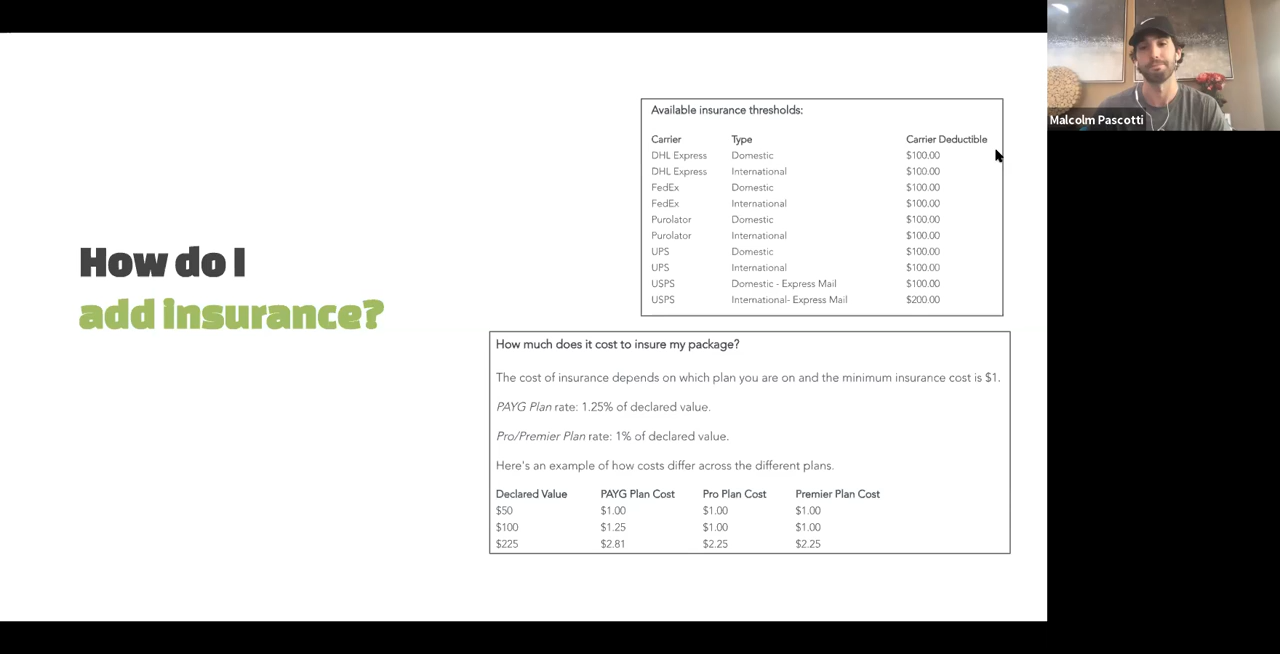 How do I
add insurance?
Available insurance thresholds:
Carrier Type Carrier Deductible
DHL Express Domestic $100.00
DHL Express International $100.00
FedEx Domestic $100.00
FedEx International $100.00
Purolator Domestic $100.00
Purolator International $100.00
UPS Domestic $100.00
UPS International $100.00
USPS Domestic - Express Mail $100.00
USPS International- Express Mail $200.00
How much does it cost to insure my package?
The cost of insurance depends on which plan you are on and the minimum insurance cost is $1.
PAYG Plan rate: 1.25% of declared value.
Pro/Premier Plan rate: 1% of declared value.
Here's an example of how costs differ across the different plans.
Declared Value PAYG Plan Cost Pro Plan Cost Premier Plan Cost
$50 $1.00 $1.00 $1.00
$100 $1.25 $1.00 $1.00
$225 $2.81 $2.25 $2.25
Malcolm Pascotti